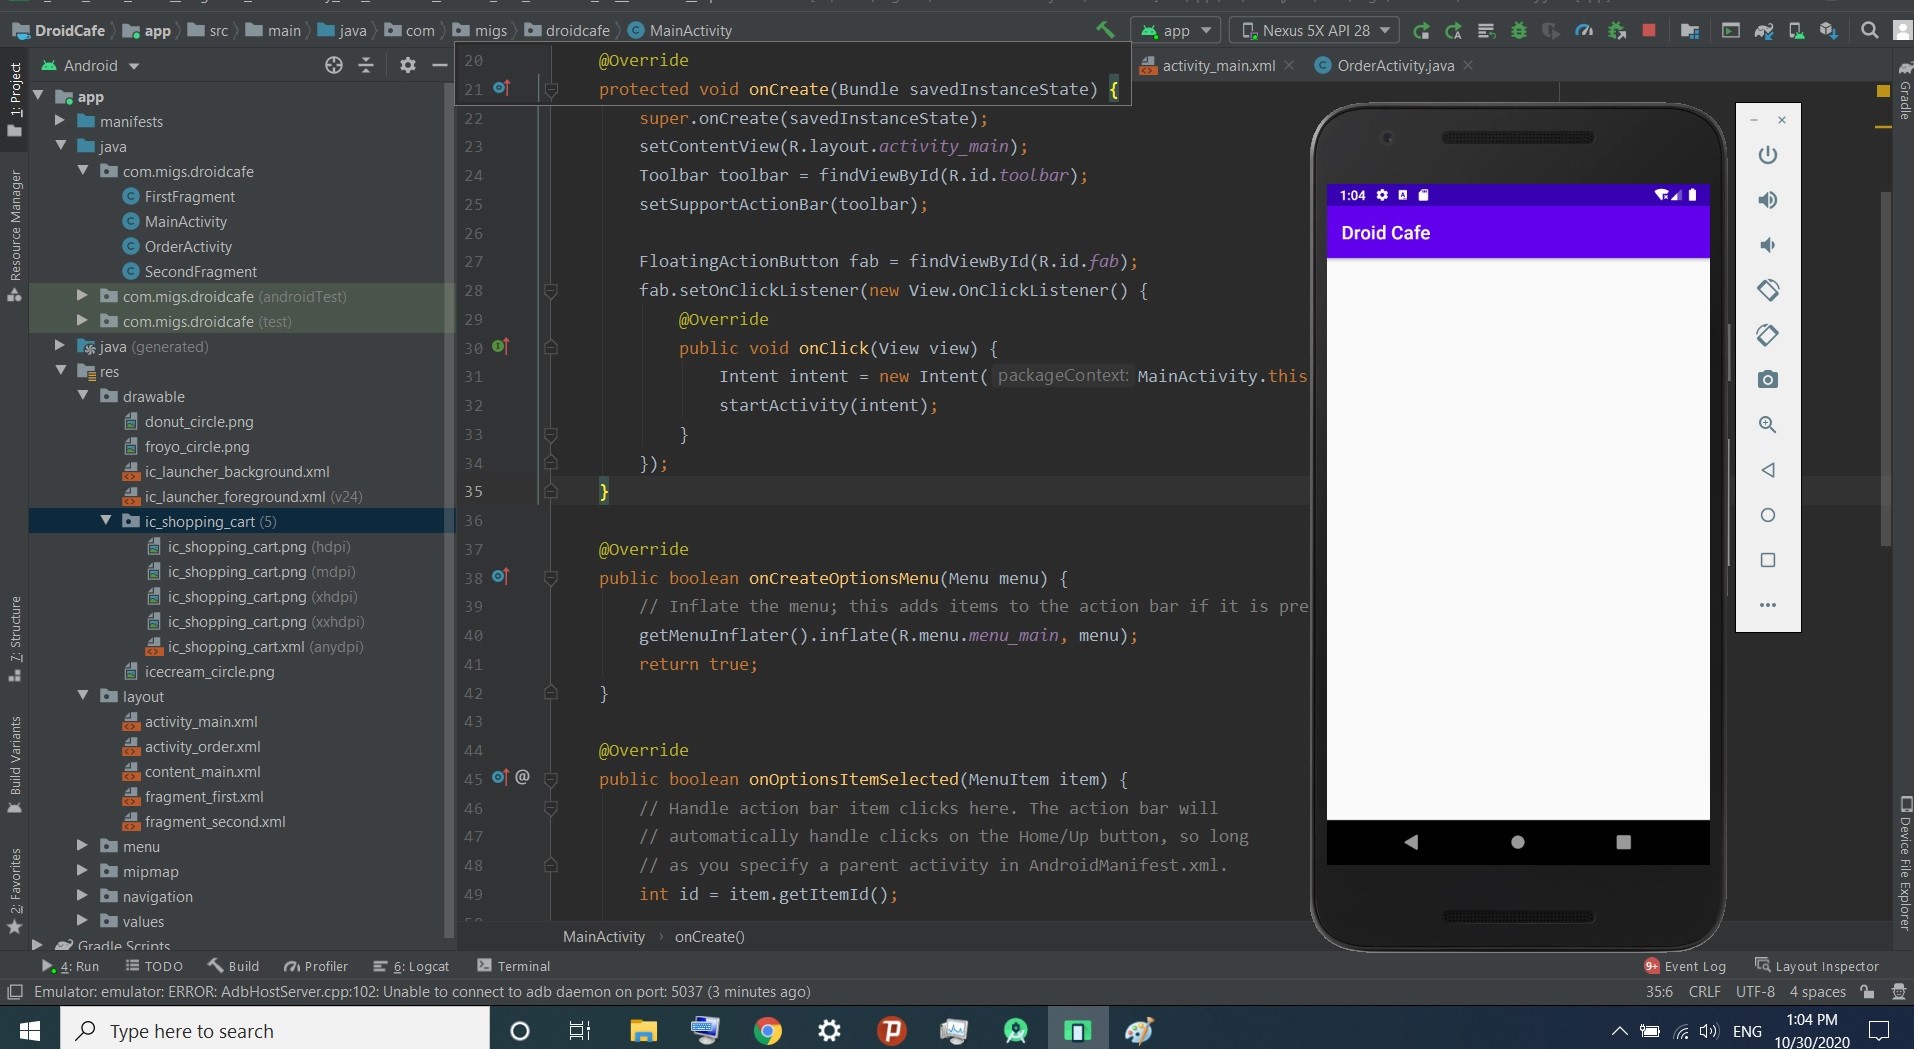 DroidCafe app src main java com migs droidcafe MainActivity
app Nexus 5X API 28
Android
activity_main.xml OrderActivity.java
1: Project
Resource Manager
7: Structure
Build Variants
2: Favorites
app
manifests
java
com.migs.droidcafe
FirstFragment
MainActivity
OrderActivity
SecondFragment
com.migs.droidcafe (androidTest)
com.migs.droidcafe (test)
java (generated)
res
drawable
donut_circle.png
froyo_circle.png
ic_launcher_background.xml
ic_launcher_foreground.xml (v24)
ic_shopping_cart (5)
ic_shopping_cart.png (hdpi)
ic_shopping_cart.png (mdpi)
ic_shopping_cart.png (xhdpi)
ic_shopping_cart.png (xxhdpi)
ic_shopping_cart.xml (anydpi)
icecream_circle.png
layout
activity_main.xml
activity_order.xml
content_main.xml
fragment_first.xml
fragment_second.xml
menu
mipmap
navigation
values
Gradle Scripts
20 @Override
21 protected void onCreate(Bundle savedInstanceState) {
22 super.onCreate(savedInstanceState);
23 setContentView(R.layout.activity_main);
24 Toolbar toolbar = findViewById(R.id.toolbar);
25 setSupportActionBar(toolbar);
26
27 FloatingActionButton fab = findViewById(R.id.fab);
28 fab.setOnClickListener(new View.OnClickListener() {
29 @Override
30 public void onClick(View view) {
31 Intent intent = new Intent( packageContext: MainActivity.this
32 startActivity(intent);
33 }
34 });
35 }
36
37 @Override
38 public boolean onCreateOptionsMenu(Menu menu) {
39 // Inflate the menu; this adds items to the action bar if it is pre
40 getMenuInflater().inflate(R.menu.menu_main, menu);
41 return true;
42 }
43
44 @Override
45 @ public boolean onOptionsItemSelected(MenuItem item) {
46 // Handle action bar item clicks here. The action bar will
47 // automatically handle clicks on the Home/Up button, so long
48 // as you specify a parent activity in AndroidManifest.xml.
49 int id = item.getItemId();
MainActivity › onCreate()
1:04
Droid Cafe
Gradle
Device File Explorer
4: Run TODO Build Profiler 6: Logcat Terminal 9+ Event Log Layout Inspector
Emulator: emulator: ERROR: AdbHostServer.cpp:102: Unable to connect to adb daemon on port: 5037 (3 minutes ago) 35:6 CRLF UTF-8 4 spaces
Type here to search
ENG
1:04 PM
10/30/2020